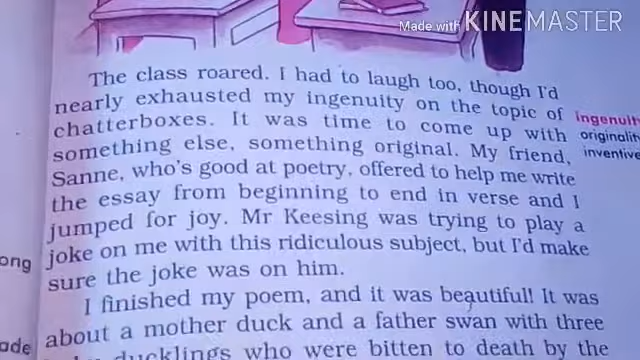 Made with KINEMASTER
The class roared. I had to laugh too, though I'd
nearly exhausted my ingenuity on the topic of
chatterboxes. It was time to come up with
something else, something original. My friend,
Sanne, who's good at poetry, offered to help me write
the essay from beginning to end in verse and I
jumped for joy. Mr Keesing was trying to play a
joke on me with this ridiculous subject, but I'd make
sure the joke was on him.
I finished my poem, and it was beautiful! It was
about a mother duck and a father swan with three
ducklings who were bitten to death by the
ingenuit
originalit
inventive
ong
ade